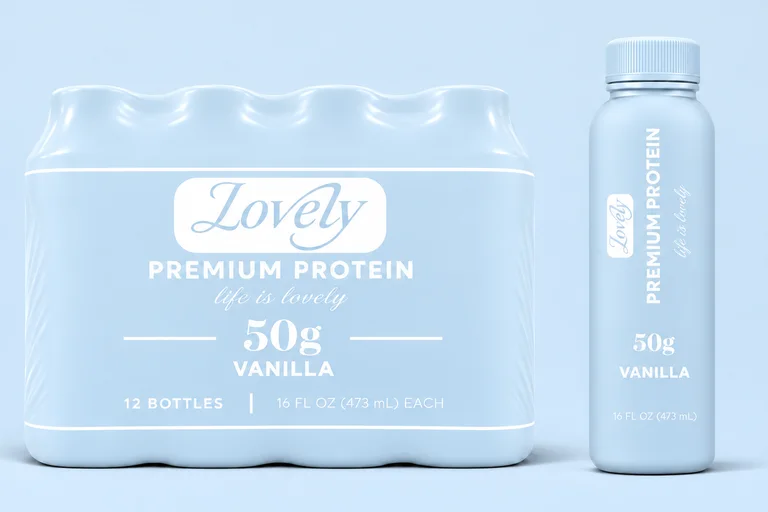 Lovely
PREMIUM PROTEIN
life is lovely
50g
VANILLA
12 BOTTLES | 16 FL OZ (473 mL) EACH
Lovely
PREMIUM PROTEIN
life is lovely
50g
VANILLA
16 FL OZ (473 mL)